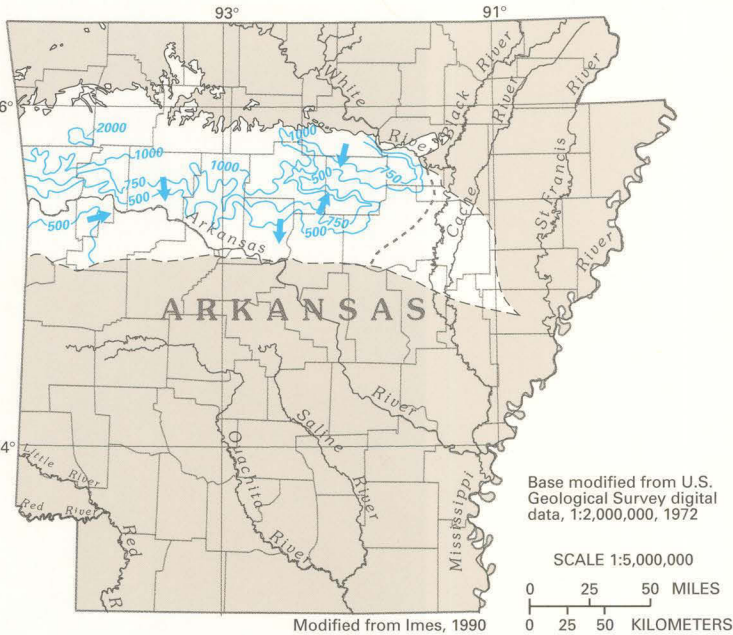 93°
91°
6°
White
River
Black
River
River
2000
1000
1000
1000
750
500
500
750
500
750
500
Arkansas
Cache
St Francis
River
River
ARKANSAS
River
4°
Little River
Red River
Red
R
Ouachita
River
Saline
River
Mississippi
Base modified from U.S.
Geological Survey digital
data, 1:2,000,000, 1972
SCALE 1:5,000,000
0 25 50 MILES
0 25 50 KILOMETERS
Modified from Imes, 1990